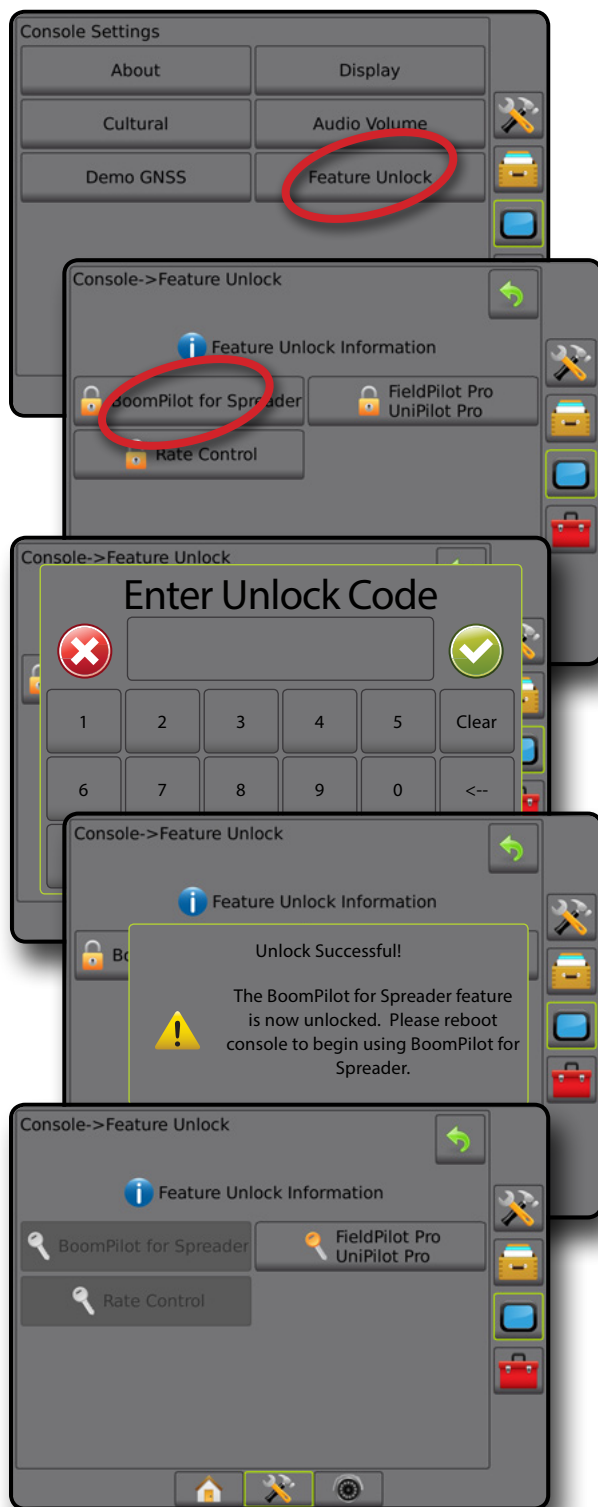 Console Settings
About
Display
Cultural
Audio Volume
Demo GNSS
Feature Unlock
Console->Feature Unlock
Feature Unlock Information
BoomPilot for Spreader
FieldPilot Pro
UniPilot Pro
Rate Control
Console->Feature Unlock
Enter Unlock Code
1 2 3 4 5 Clear
6 7 8 9 0 <--
Console->Feature Unlock
Feature Unlock Information
Bo
Unlock Successful!
The BoomPilot for Spreader feature
is now unlocked. Please reboot
console to begin using BoomPilot for
Spreader.
Console->Feature Unlock
Feature Unlock Information
BoomPilot for Spreader
FieldPilot Pro
UniPilot Pro
Rate Control